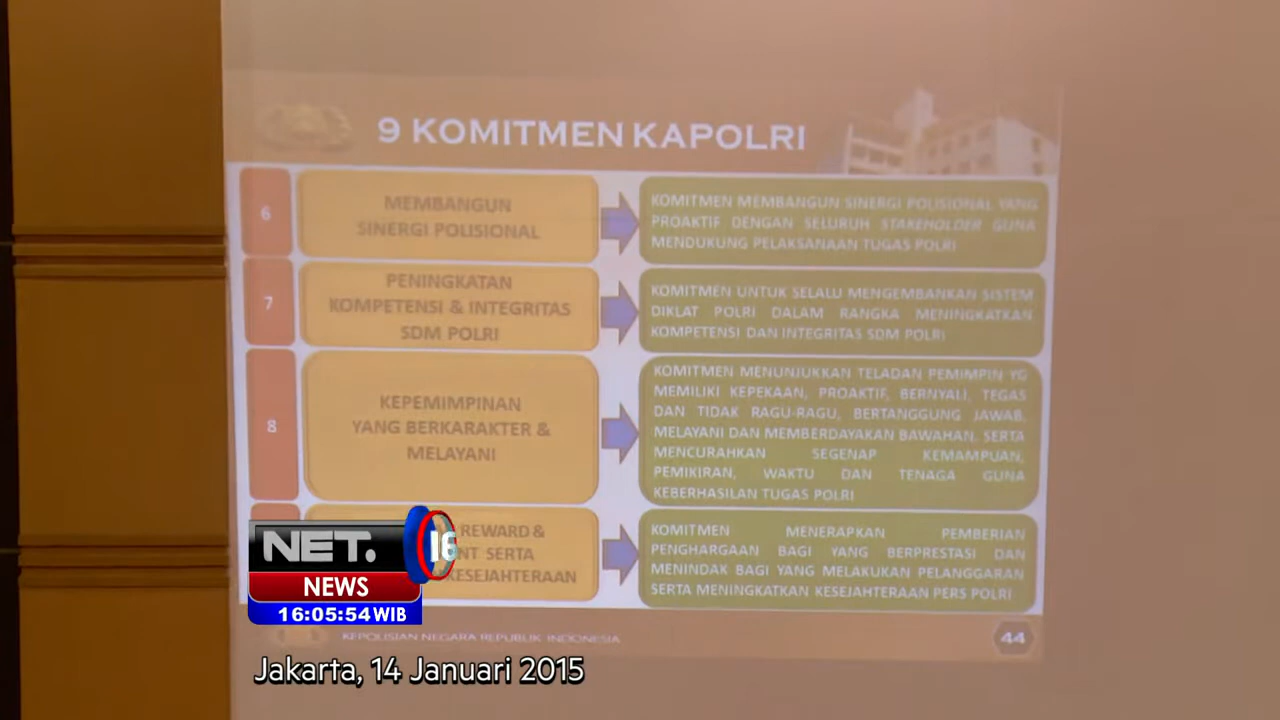 9 KOMITMEN KAPOLRI
6
MEMBANGUN
SINERGI POLISIONAL
KOMITMEN MEMBANGUN SINERGI POLISIONAL YANG
PROAKTIF DENGAN SELURUH STAKEHOLDER GUNA
MENDUKUNG PELAKSANAAN TUGAS POLRI
7
PENINGKATAN
KOMPETENSI & INTEGRITAS
SDM POLRI
KOMITMEN UNTUK SELALU MENGEMBANKAN SISTEM
DIKLAT POLRI DALAM RANGKA MENINGKATKAN
KOMPETENSI DAN INTEGRITAS SDM POLRI
8
KEPEMIMPINAN
YANG BERKARAKTER &
MELAYANI
KOMITMEN MENUNJUKKAN TELADAN PEMIMPIN YG
MEMILIKI KEPEKAAN, PROAKTIF, BERNYALI, TEGAS
DAN TIDAK RAGU-RAGU, BERTANGGUNG JAWAB,
MELAYANI DAN MEMBERDAYAKAN BAWAHAN. SERTA
MENCURAHKAN SEGENAP KEMAMPUAN,
PEMIKIRAN, WAKTU DAN TENAGA GUNA
KEBERHASILAN TUGAS POLRI
REWARD &
NT SERTA
KESEJAHTERAAN
KOMITMEN MENERAPKAN PEMBERIAN
PENGHARGAAN BAGI YANG BERPRESTASI DAN
MENINDAK BAGI YANG MELAKUKAN PELANGGARAN
SERTA MENINGKATKAN KESEJAHTERAAN PERS POLRI
NET. 16
NEWS
16:05:54 WIB
KEPOLISIAN NEGARA REPUBLIK INDONESIA
44
Jakarta, 14 Januari 2015